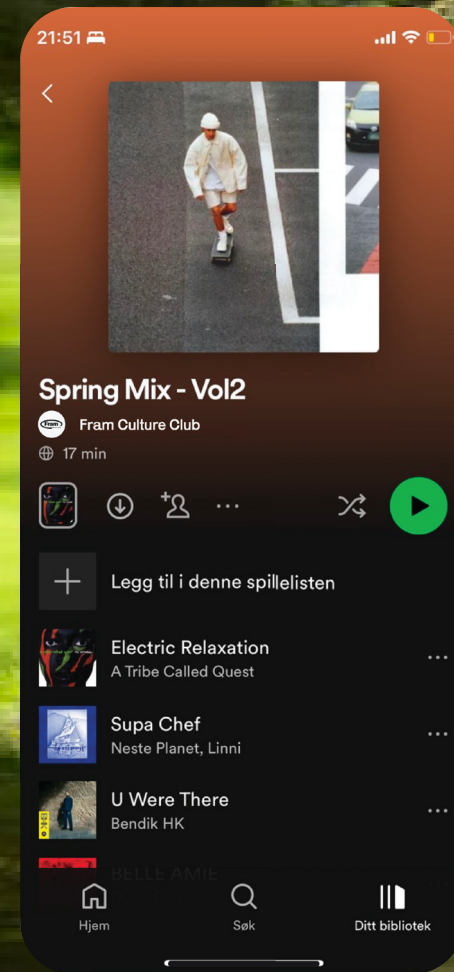 21:51
Spring Mix - Vol2
Fram
Fram Culture Club
17 min
Legg til i denne spillelisten
Electric Relaxation
A Tribe Called Quest
Supa Chef
Neste Planet, Linni
U Were There
Bendik HK
BELLE AMIE
Hjem
Søk
Ditt bibliotek